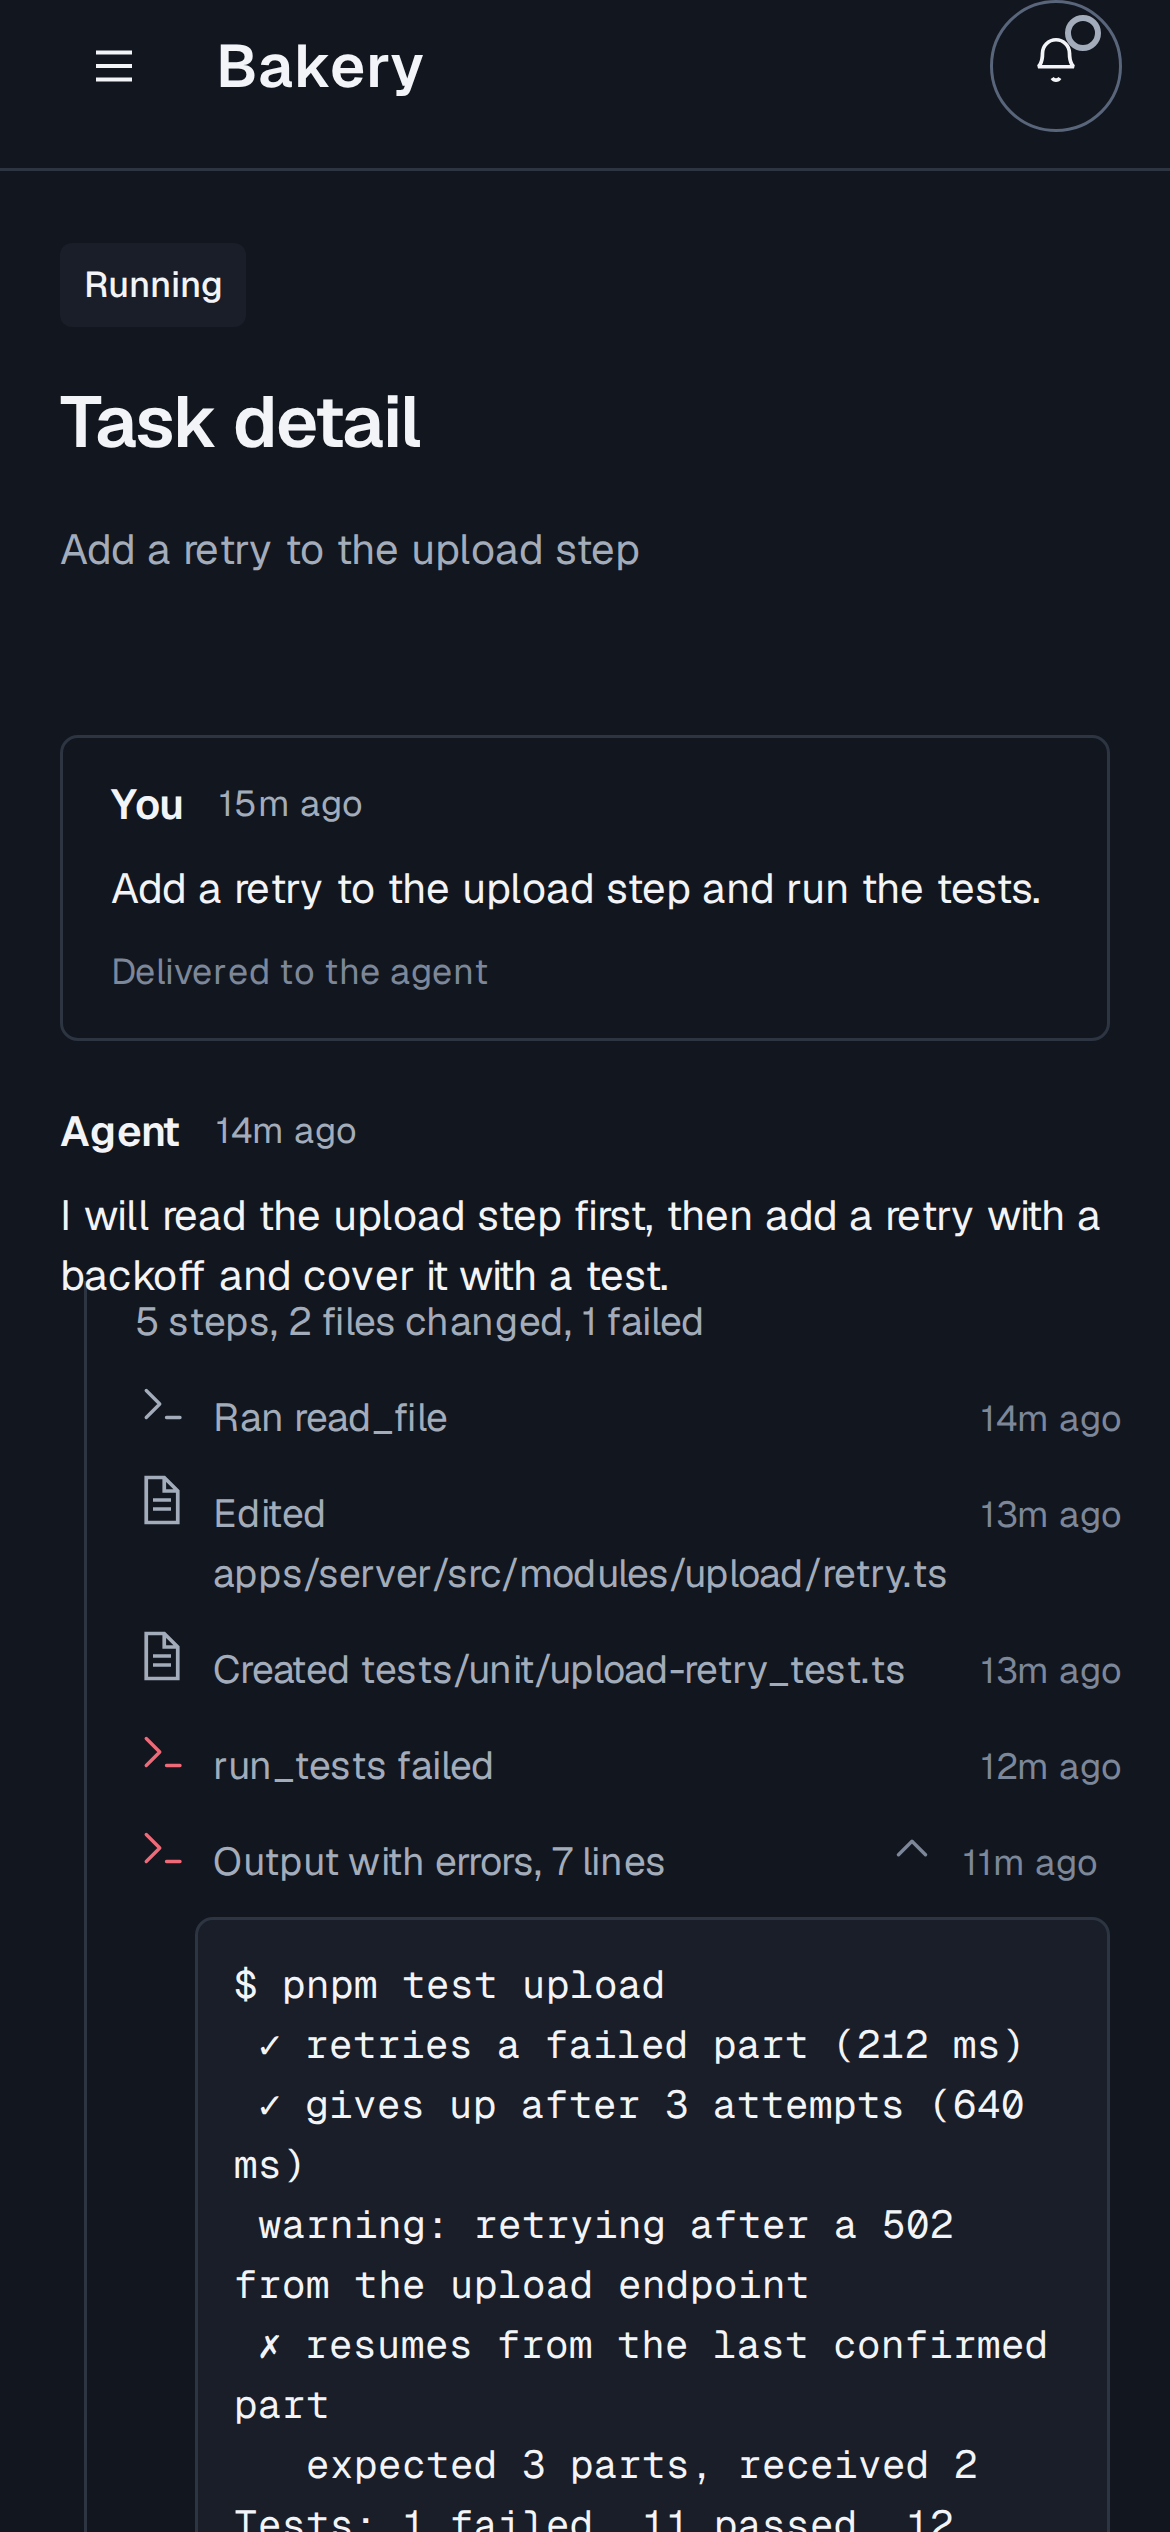 Bakery
Running
Task detail
Add a retry to the upload step
You 15m ago
Add a retry to the upload step and run the tests.
Delivered to the agent
Agent 14m ago
I will read the upload step first, then add a retry with a
backoff and cover it with a test.
5 steps, 2 files changed, 1 failed
Ran read_file 14m ago
Edited 13m ago
apps/server/src/modules/upload/retry.ts
Created tests/unit/upload-retry_test.ts 13m ago
run_tests failed 12m ago
Output with errors, 7 lines 11m ago
$ pnpm test upload
✓ retries a failed part (212 ms)
✓ gives up after 3 attempts (640
ms)
warning: retrying after a 502
from the upload endpoint
✗ resumes from the last confirmed
part
expected 3 parts, received 2
Tests: 1 failed, 11 passed, 12